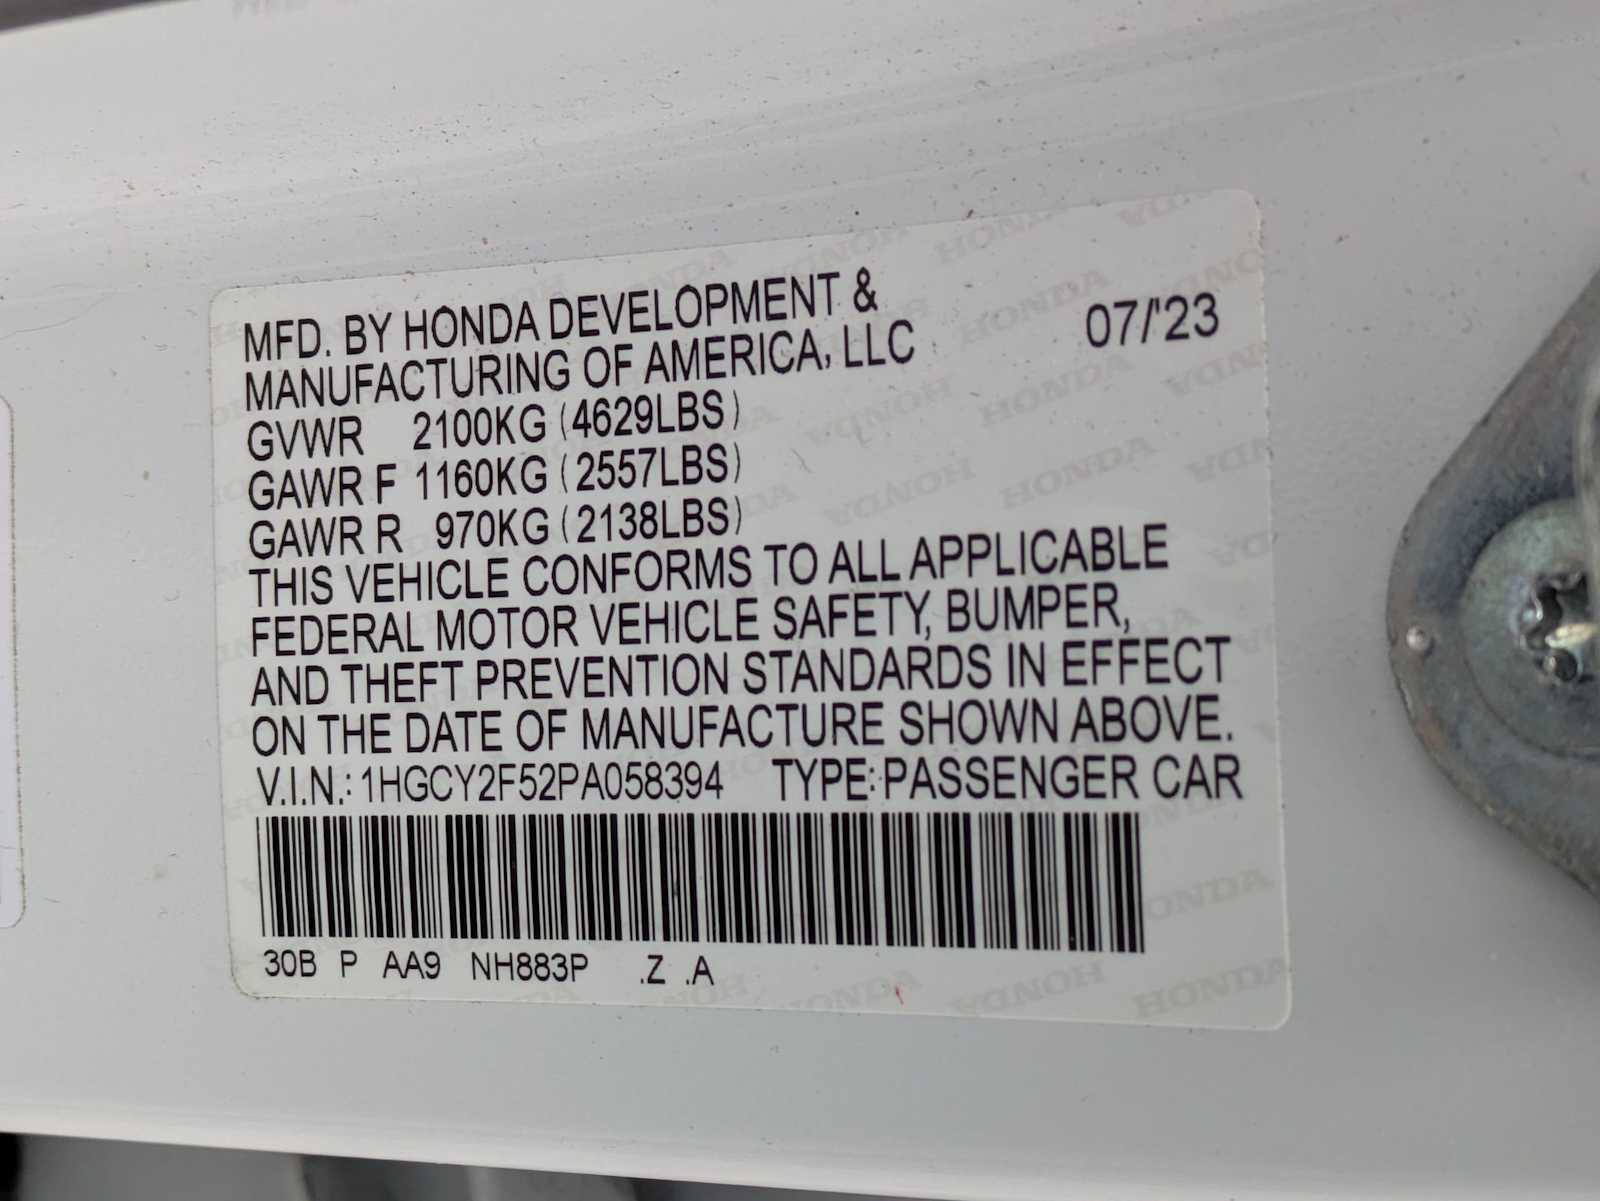 MFD. BY HONDA DEVELOPMENT &
MANUFACTURING OF AMERICA, LLC 07/'23
GVWR 2100KG (4629LBS)
GAWR F 1160KG (2557LBS)
GAWR R 970KG (2138LBS)
THIS VEHICLE CONFORMS TO ALL APPLICABLE
FEDERAL MOTOR VEHICLE SAFETY, BUMPER,
AND THEFT PREVENTION STANDARDS IN EFFECT
ON THE DATE OF MANUFACTURE SHOWN ABOVE.
V.I.N.: 1HGCY2F52PA058394 TYPE: PASSENGER CAR
30B P AA9 NH883P .Z .A